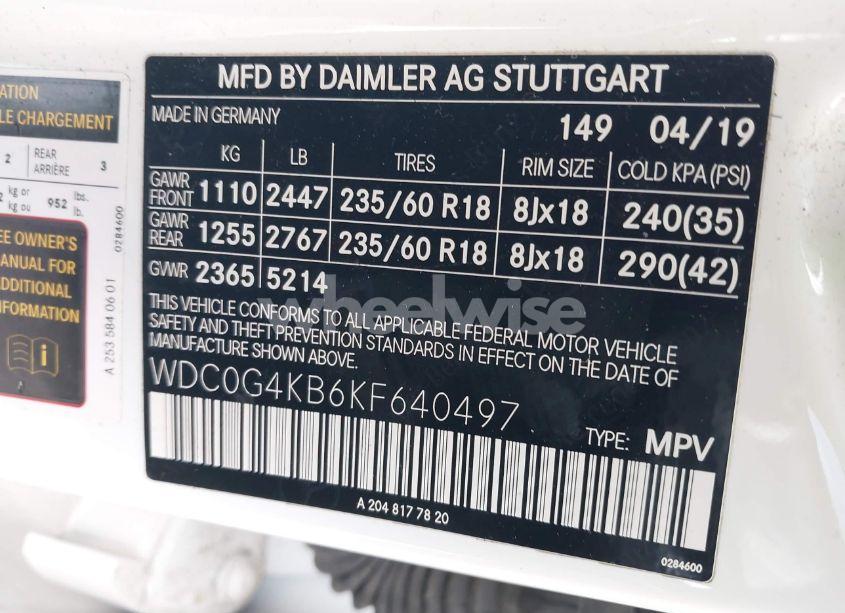 ATION
LE CHARGEMENT
2 REAR ARRIÈRE 3
kg or kg ou 952 lbs. lb.
EE OWNER'S
MANUAL FOR
ADDITIONAL
INFORMATION
A 253 584 06 01
0284600
MFD BY DAIMLER AG STUTTGART
MADE IN GERMANY
149 04/19
KG LB TIRES RIM SIZE COLD KPA (PSI)
GAWR FRONT 1110 2447 235/60 R18 8Jx18 240(35)
GAWR REAR 1255 2767 235/60 R18 8Jx18 290(42)
GVWR 2365 5214
THIS VEHICLE CONFORMS TO ALL APPLICABLE FEDERAL MOTOR VEHICLE
SAFETY AND THEFT PREVENTION STANDARDS IN EFFECT ON THE DATE OF
MANUFACTURE SHOWN ABOVE.
WDC0G4KB6KF640497
TYPE: MPV
A 204 817 78 20
0284600
wheelwise